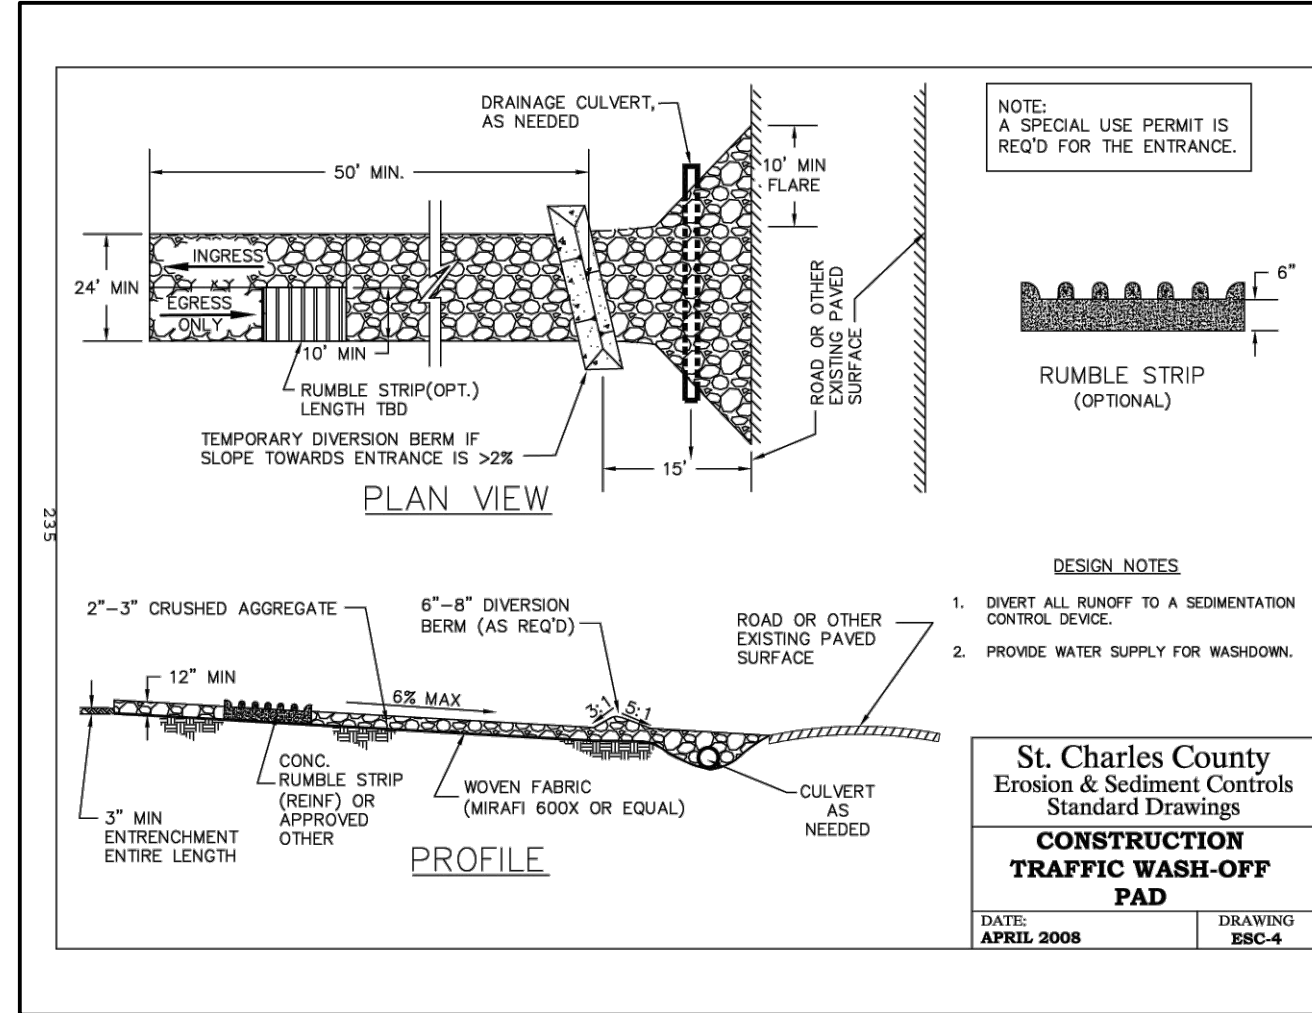 DRAINAGE CULVERT,
AS NEEDED
50' MIN.
10' MIN
FLARE
24' MIN
INGRESS
EGRESS
ONLY
10' MIN
RUMBLE STRIP(OPT.)
LENGTH TBD
TEMPORARY DIVERSION BERM IF
SLOPE TOWARDS ENTRANCE IS >2%
15'
ROAD OR OTHER
EXISTING PAVED
SURFACE
PLAN VIEW
NOTE:
A SPECIAL USE PERMIT IS
REQ'D FOR THE ENTRANCE.
6"
RUMBLE STRIP
(OPTIONAL)
235
DESIGN NOTES
1. DIVERT ALL RUNOFF TO A SEDIMENTATION
CONTROL DEVICE.
2. PROVIDE WATER SUPPLY FOR WASHDOWN.
2"-3" CRUSHED AGGREGATE
6"-8" DIVERSION
BERM (AS REQ'D)
ROAD OR OTHER
EXISTING PAVED
SURFACE
12" MIN
6% MAX
3:1
5:1
3" MIN
ENTRENCHMENT
ENTIRE LENGTH
CONC.
RUMBLE STRIP
(REINF) OR
APPROVED
OTHER
WOVEN FABRIC
(MIRAFI 600X OR EQUAL)
CULVERT
AS
NEEDED
PROFILE
St. Charles County
Erosion & Sediment Controls
Standard Drawings
CONSTRUCTION
TRAFFIC WASH-OFF
PAD
DATE:
APRIL 2008
DRAWING
ESC-4